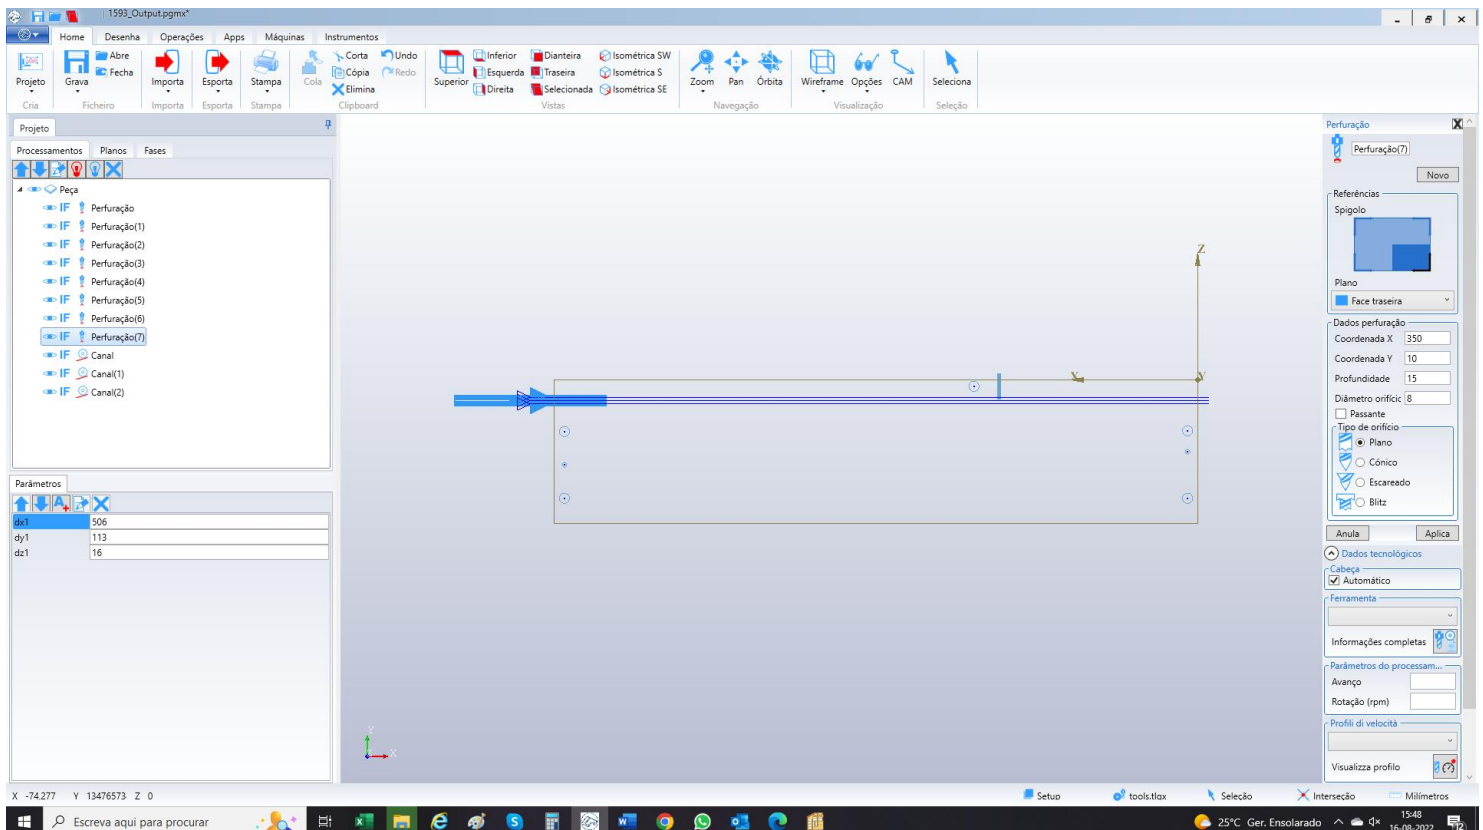 1593_Output.pgmx*
Home Desenha Operações Apps Máquinas Instrumentos
Projeto
Grava
Abre
Fecha
Importa
Esporta
Stampa
Cola
Corta
Cópia
Elimina
Undo
Redo
Superior
Inferior
Esquerda
Direita
Dianteira
Traseira
Selecionada
Isométrica SW
Isométrica S
Isométrica SE
Zoom
Pan
Órbita
Wireframe
Opções
CAM
Seleciona
Cria Ficheiro Importa Esporta Stampa Clipboard Vistas Navegação Visualização Seleção
Projeto
Processamentos Planos Fases
Peça
IF Perfuração
IF Perfuração(1)
IF Perfuração(2)
IF Perfuração(3)
IF Perfuração(4)
IF Perfuração(5)
IF Perfuração(6)
IF Perfuração(7)
IF Canal
IF Canal(1)
IF Canal(2)
Parâmetros
dx1 506
dy1 113
dz1 16
Z
X
Y
Y
X
Perfuração
Perfuração(7)
Novo
Referências
Spigolo
Plano
Face traseira
Dados perfuração
Coordenada X 350
Coordenada Y 10
Profundidade 15
Diâmetro orifíci 8
Passante
Tipo de orifício
Plano
Cónico
Escareado
Blitz
Anula Aplica
Dados tecnológicos
Cabeça
Automático
Ferramenta
Informações completas
Parâmetros do processam...
Avanço
Rotação (rpm)
Profili di velocità
Visualizza profilo
X -74.277 Y 13476573 Z 0
Setup tools.tlgx Seleção Interseção Milímetros
Escreva aqui para procurar
25°C Ger. Ensolarado
15:48
16-08-2022